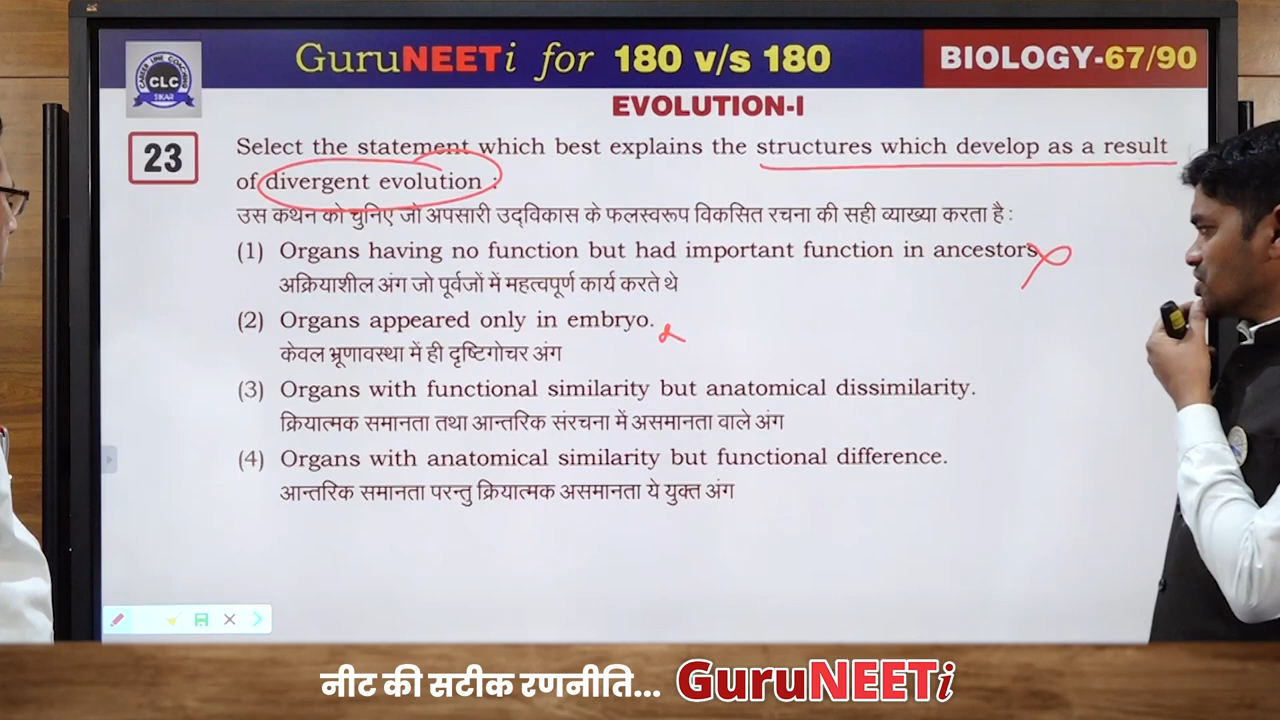 GuruNEETi for 180 v/s 180
BIOLOGY-67/90
CAREER LINE COACHING
CLC
SIKAR
EVOLUTION-I
23
Select the statement which best explains the structures which develop as a result
of divergent evolution :
उस कथन को चुनिए जो अपसारी उद्विकास के फलस्वरूप विकसित रचना की सही व्याख्या करता है :
(1) Organs having no function but had important function in ancestors
अक्रियाशील अंग जो पूर्वजों में महत्वपूर्ण कार्य करते थे
(2) Organs appeared only in embryo.
केवल भ्रूणावस्था में ही दृष्टिगोचर अंग
(3) Organs with functional similarity but anatomical dissimilarity.
क्रियात्मक समानता तथा आन्तरिक संरचना में असमानता वाले अंग
(4) Organs with anatomical similarity but functional difference.
आन्तरिक समानता परन्तु क्रियात्मक असमानता ये युक्त अंग
नीट की सटीक रणनीति... GuruNEETi